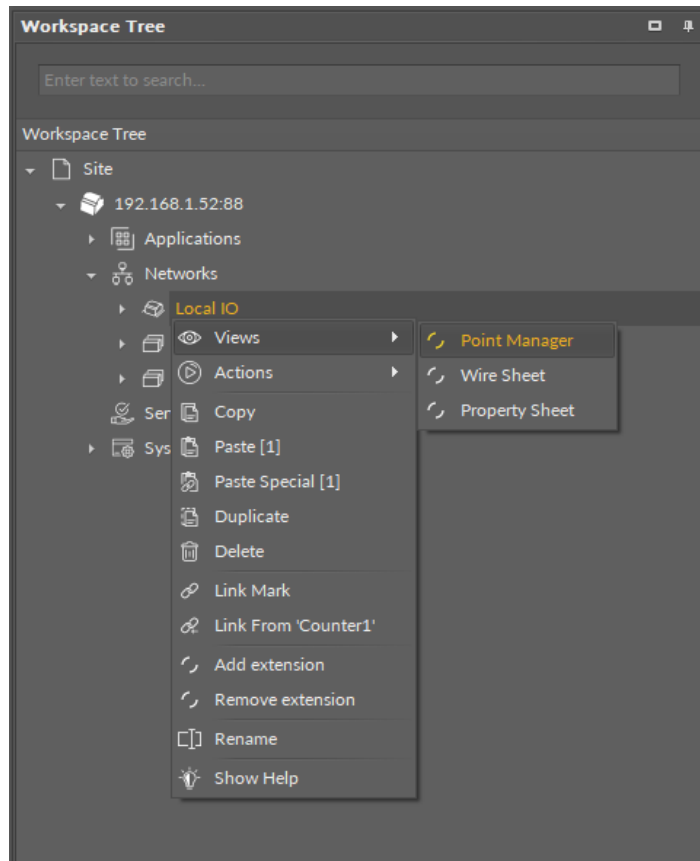 Workspace Tree
Enter text to search...
Workspace Tree
Site
192.168.1.52:88
Applications
Networks
Local IO
Views
Point Manager
Actions
Wire Sheet
Ser
Copy
Property Sheet
Sys
Paste [1]
Paste Special [1]
Duplicate
Delete
Link Mark
Link From 'Counter1'
Add extension
Remove extension
Rename
Show Help